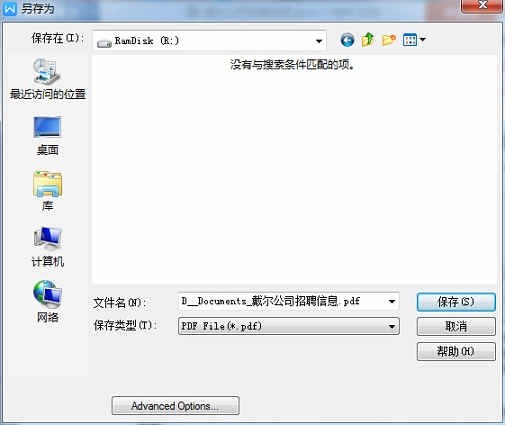 另存为
保存在(I):
RamDisk (R:)
没有与搜索条件匹配的项。
最近访问的位置
桌面
库
计算机
网络
文件名(N):
D__Documents_戴尔公司招聘信息.pdf
保存(S)
保存类型(T):
PDF File(*.pdf)
取消
帮助(H)
Advanced Options...